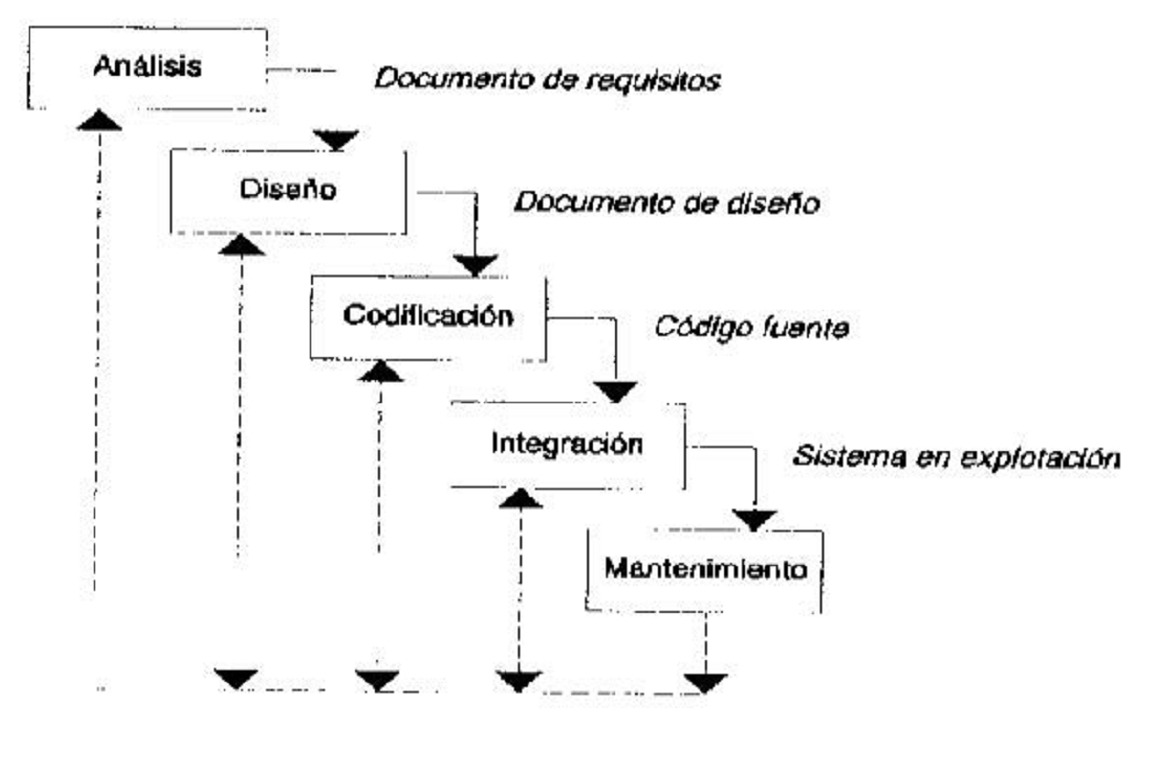 Análisis
Documento de requisitos
Diseño
Documento de diseño
Codificación
Código fuente
Integración
Sistema en explotación
Mantenimiento